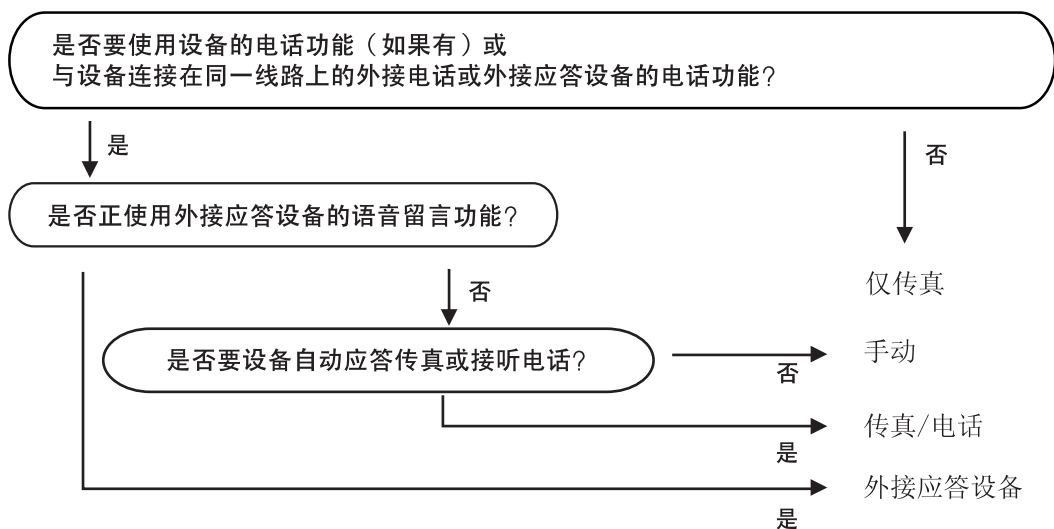 是否要使用设备的电话功能（如果有）或
与设备连接在同一线路上的外接电话或外接应答设备的电话功能?
是
否
是否正使用外接应答设备的语音留言功能?
仅传真
否
是否要设备自动应答传真或接听电话?
手动
否
传真/电话
是
外接应答设备
是